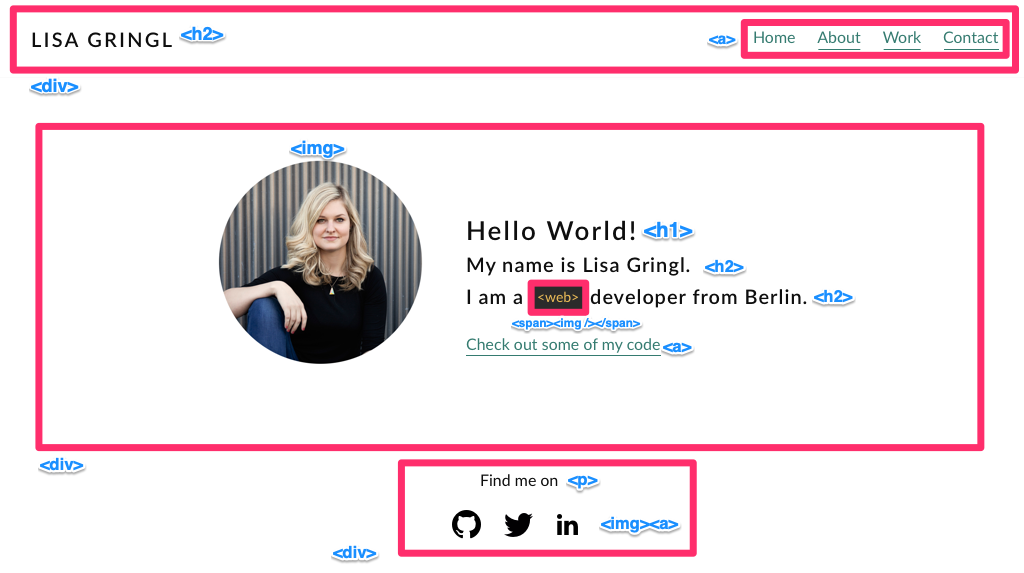 LISA GRINGL <h2>
<a> Home About Work Contact
<div>
<img>
Hello World! <h1>
My name is Lisa Gringl. <h2>
I am a <web> developer from Berlin. <h2>
<span><img /></span>
Check out some of my code <a>
<div>
Find me on <p>
in <img><a>
<div>